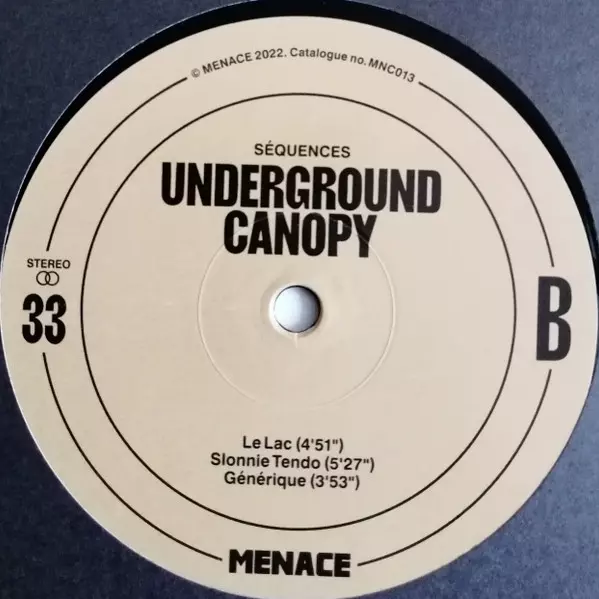 © MENACE 2022. Catalogue no. MNC013
SÉQUENCES
UNDERGROUND
CANOPY
STEREO
33
B
Le Lac (4'51")
Slonnie Tendo (5'27")
Générique (3'53")
MENACE